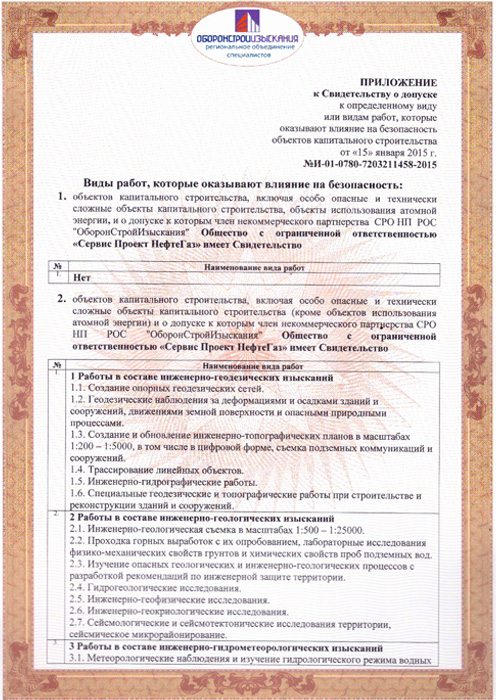 ОБОРОНСТРОЙИЗЫСКАНИЯ
региональное объединение
специалистов
ПРИЛОЖЕНИЕ
к Свидетельству о допуске
к определенному виду
или видам работ, которые
оказывают влияние на безопасность
объектов капитального строительства
от «15» января 2015 г.
№И-01-0780-7203211458-2015
Виды работ, которые оказывают влияние на безопасность:
1. объектов капитального строительства, включая особо опасные и технически
сложные объекты капитального строительства, объекты использования атомной
энергии, и о допуске к которым член некоммерческого партнерства СРО НП РОС
"ОборонСтройИзыскания" Общество с ограниченной ответственностью
«Сервис Проект НефтеГаз» имеет Свидетельство
№ Наименование вида работ
1. Нет
2. объектов капитального строительства, включая особо опасные и технически
сложные объекты капитального строительства (кроме объектов использования
атомной энергии) и о допуске к которым член некоммерческого партнерства СРО
НП РОС "ОборонСтройИзыскания" Общество с ограниченной
ответственностью «Сервис Проект НефтеГаз» имеет Свидетельство
№ Наименование вида работ
1. 1 Работы в составе инженерно-геодезических изысканий
1.1. Создание опорных геодезических сетей.
1.2. Геодезические наблюдения за деформациями и осадками зданий и
сооружений, движениями земной поверхности и опасными природными
процессами.
1.3. Создание и обновление инженерно-топографических планов в масштабах
1:200 – 1:5000, в том числе в цифровой форме, съемка подземных коммуникаций и
сооружений.
1.4. Трассирование линейных объектов.
1.5. Инженерно-гидрографические работы.
1.6. Специальные геодезические и топографические работы при строительстве и
реконструкции зданий и сооружений.
2. 2 Работы в составе инженерно-геологических изысканий
2.1. Инженерно-геологическая съемка в масштабах 1:500 – 1:25000.
2.2. Проходка горных выработок с их опробованием, лабораторные исследования
физико-механических свойств грунтов и химических свойств проб подземных вод.
2.3. Изучение опасных геологических и инженерно-геологических процессов с
разработкой рекомендаций по инженерной защите территории.
2.4. Гидрогеологические исследования.
2.5. Инженерно-геофизические исследования.
2.6. Инженерно-геокриологические исследования.
2.7. Сейсмологические и сейсмотектонические исследования территории,
сейсмическое микрорайонирование.
3. 3 Работы в составе инженерно-гидрометеорологических изысканий
3.1. Метеорологические наблюдения и изучение гидрологического режима водных